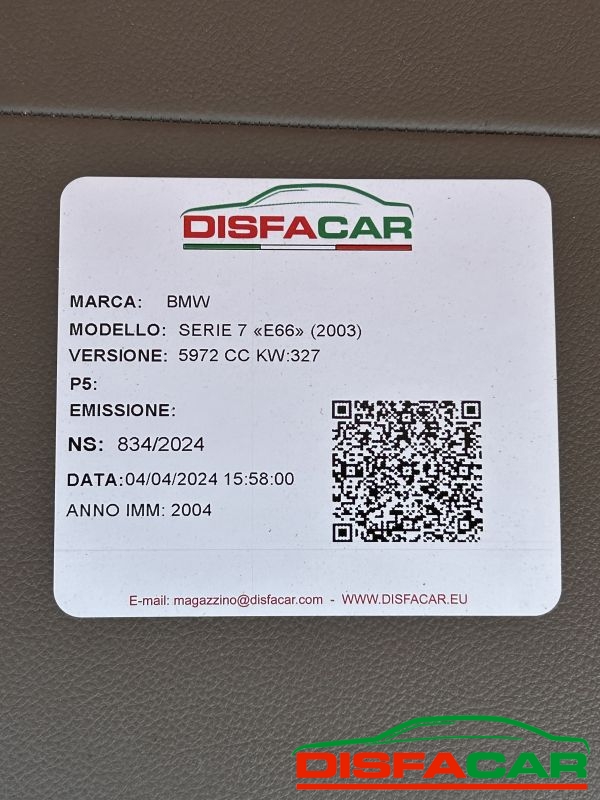 DISFACAR
MARCA: BMW
MODELLO: SERIE 7 «E66» (2003)
VERSIONE: 5972 CC KW:327
P5:
EMISSIONE:
NS: 834/2024
DATA:04/04/2024 15:58:00
ANNO IMM: 2004
E-mail: magazzino@disfacar.com - WWW.DISFACAR.EU
DISFACAR